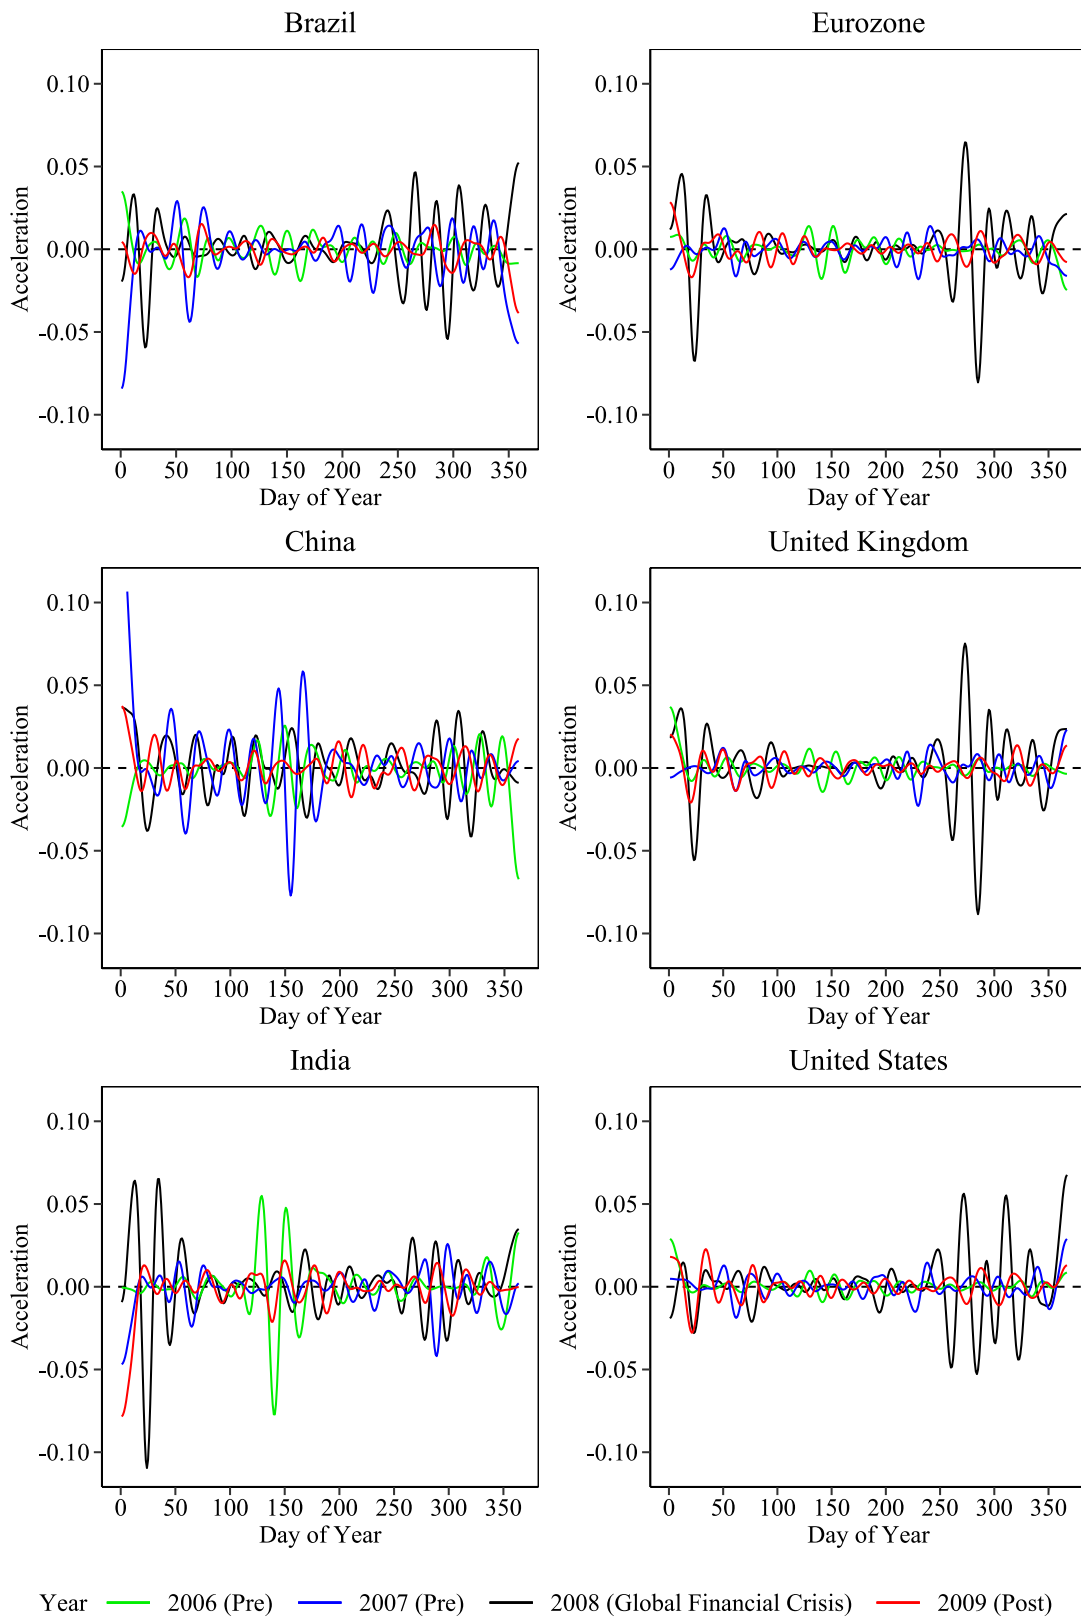 Brazil
Eurozone
Acceleration
0.10
0.05
0.00
-0.05
-0.10
0 50 100 150 200 250 300 350
Day of Year
Acceleration
0.10
0.05
0.00
-0.05
-0.10
0 50 100 150 200 250 300 350
Day of Year
China
United Kingdom
Acceleration
0.10
0.05
0.00
-0.05
-0.10
0 50 100 150 200 250 300 350
Day of Year
Acceleration
0.10
0.05
0.00
-0.05
-0.10
0 50 100 150 200 250 300 350
Day of Year
India
United States
Acceleration
0.10
0.05
0.00
-0.05
-0.10
0 50 100 150 200 250 300 350
Day of Year
Acceleration
0.10
0.05
0.00
-0.05
-0.10
0 50 100 150 200 250 300 350
Day of Year
Year 2006 (Pre) 2007 (Pre) 2008 (Global Financial Crisis) 2009 (Post)